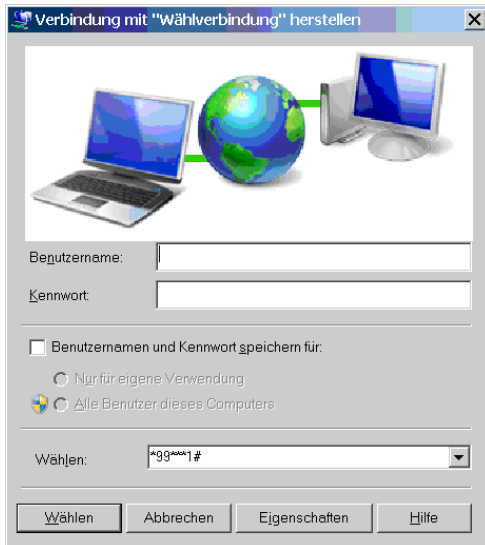 Verbindung mit "Wählverbindung" herstellen
Benutzername:
Kennwort:
Benutzernamen und Kennwort speichern für:
Nur für eigene Verwendung
Alle Benutzer dieses Computers
Wählen:
*99***1#
Wählen
Abbrechen
Eigenschaften
Hilfe